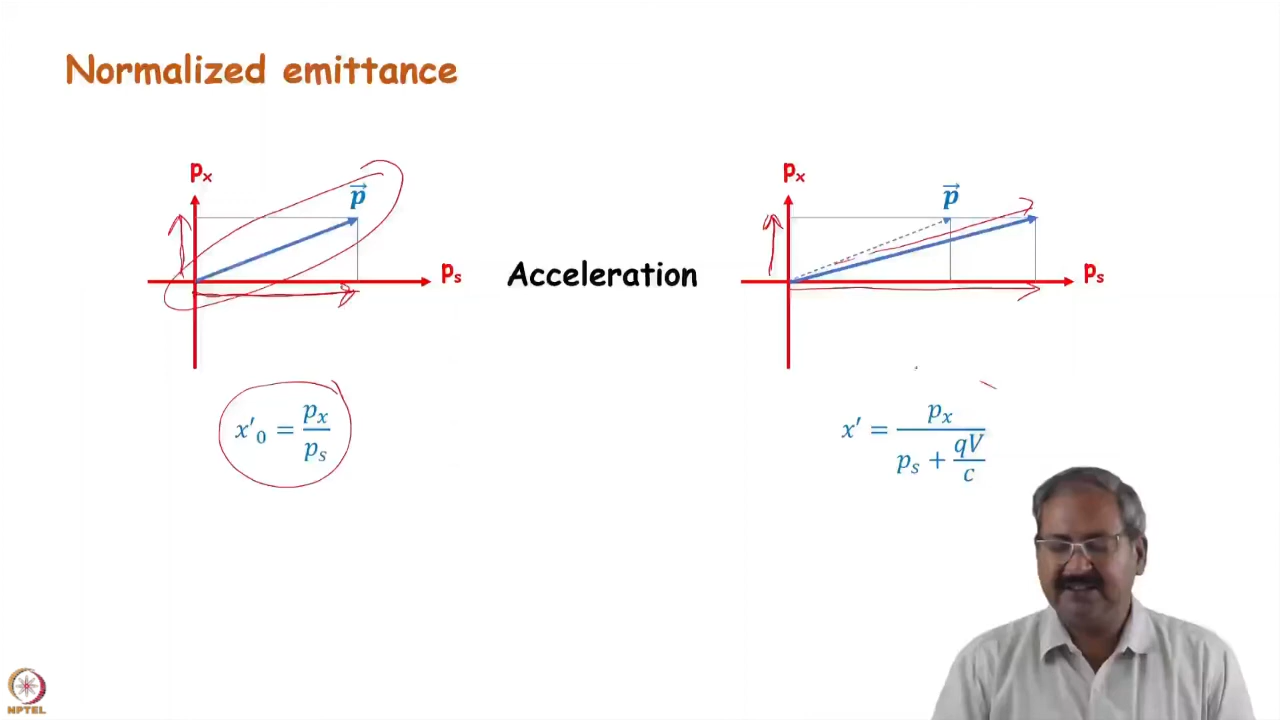 Normalized emittance
pₓ
p⃗
pₛ
x'₀ = pₓ / pₛ
Acceleration
pₓ
p⃗
pₛ
x' = pₓ / (pₛ + qV/c)
NPTEL